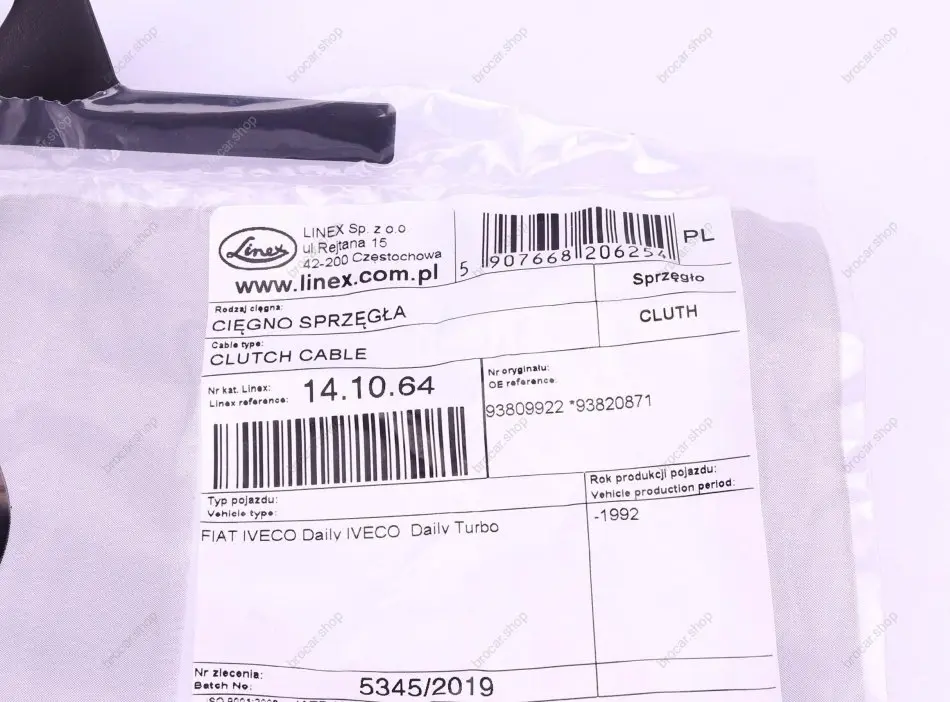 Linex
LINEX Sp. z o.o
ul. Rejtana 15
42-200 Częstochowa
www.linex.com.pl
5 907668 206254
PL
Rodzaj cięgna:
CIĘGNO SPRZĘGŁA
Sprzęgło
Cable type:
CLUTCH CABLE
CLUTH
Nr kat. Linex:
Linex reference:
14.10.64
Nr oryginału:
OE reference:
93809922 *93820871
Typ pojazdu:
Vehicle type:
FIAT IVECO Daily IVECO Daily Turbo
Rok produkcji pojazdu:
Vehicle production period:
-1992
Nr zlecenia:
Batch No:
5345/2019
brocar.shop